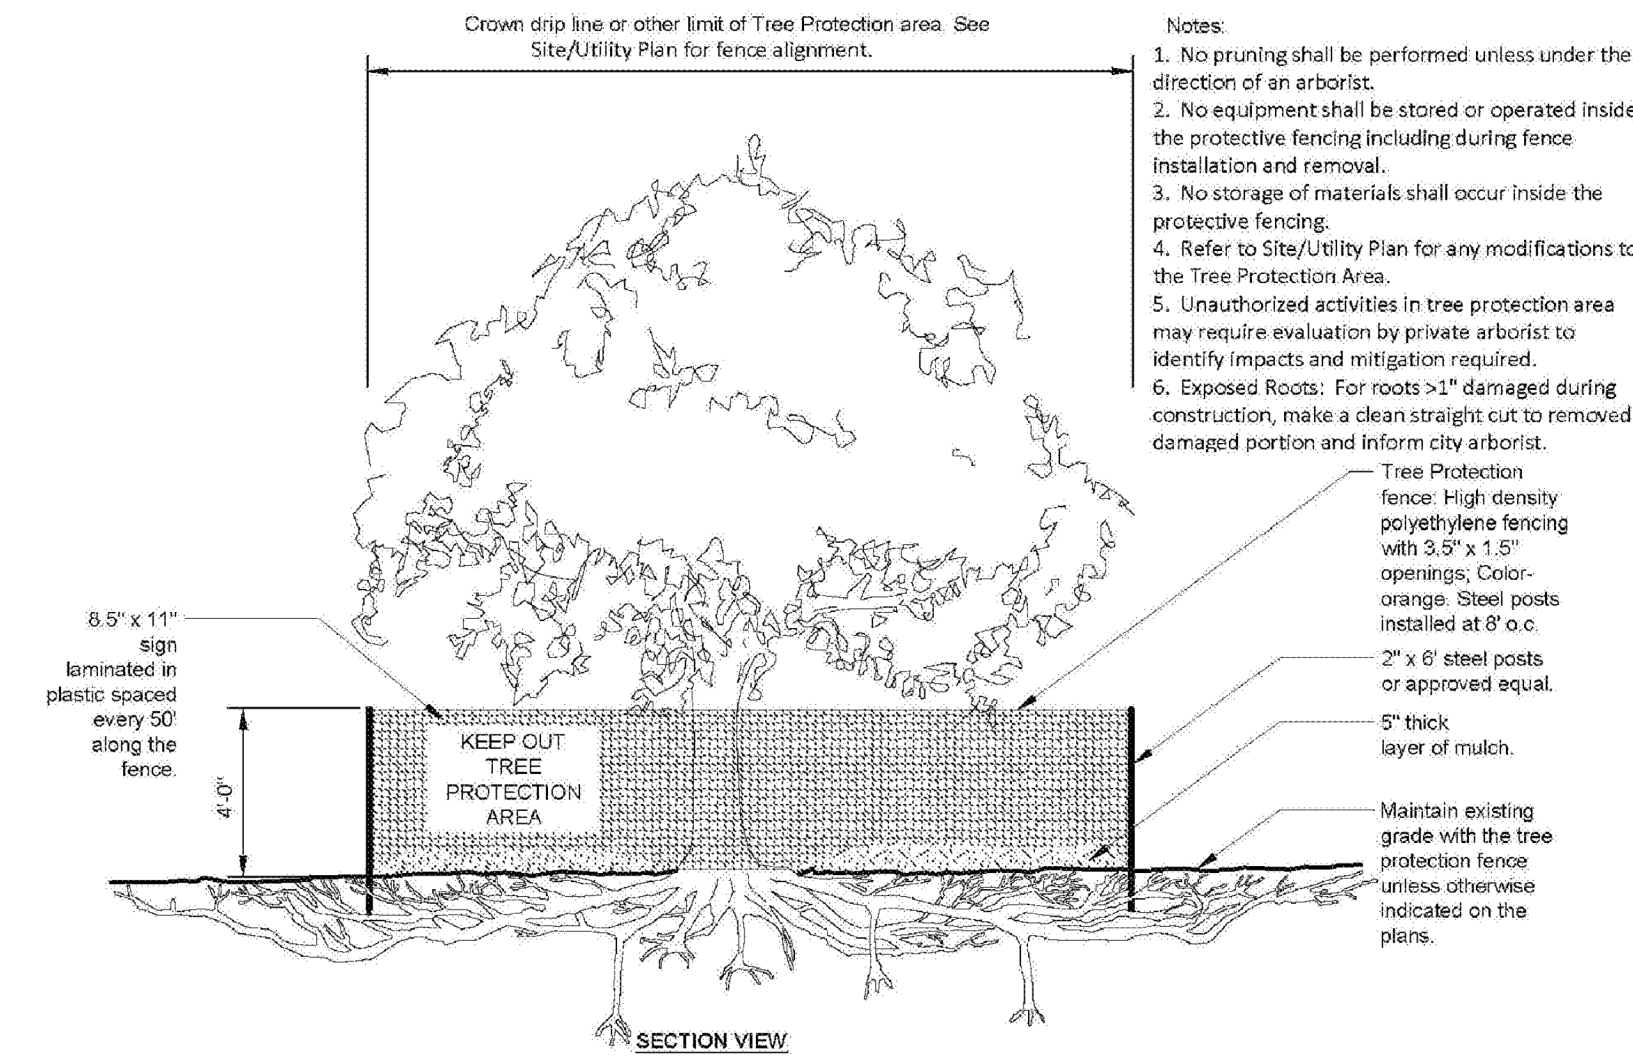 Crown drip line or other limit of Tree Protection area. See
Site/Utility Plan for fence alignment.
Notes:
1. No pruning shall be performed unless under the
direction of an arborist.
2. No equipment shall be stored or operated inside
the protective fencing including during fence
installation and removal.
3. No storage of materials shall occur inside the
protective fencing.
4. Refer to Site/Utility Plan for any modifications to
the Tree Protection Area.
5. Unauthorized activities in tree protection area
may require evaluation by private arborist to
identify impacts and mitigation required.
6. Exposed Roots: For roots >1" damaged during
construction, make a clean straight cut to removed
damaged portion and inform city arborist.
Tree Protection
fence: High density
polyethylene fencing
with 3.5" x 1.5"
openings; Color-
orange. Steel posts
installed at 8' o.c.
2" x 6' steel posts
or approved equal.
5" thick
layer of mulch.
Maintain existing
grade with the tree
protection fence
unless otherwise
indicated on the
plans.
8.5" x 11"
sign
laminated in
plastic spaced
every 50'
along the
fence.
4'-0"
KEEP OUT
TREE
PROTECTION
AREA
SECTION VIEW